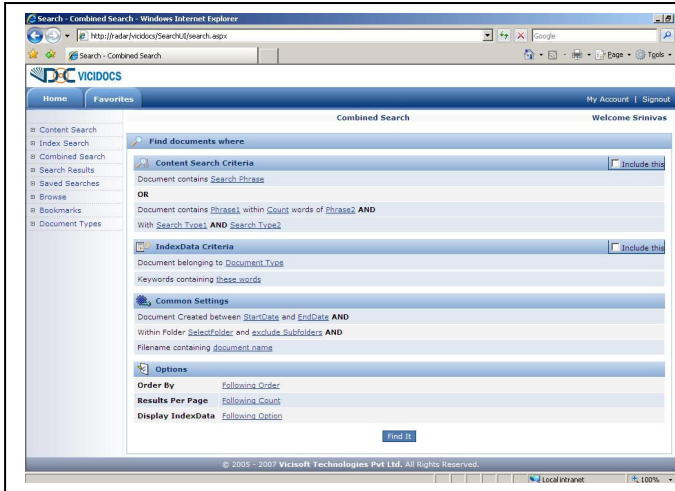 Search - Combined Search - Windows Internet Explorer
http://radar/vicidocs/SearchUI/search.aspx
Google
Search - Combined Search
Page
Tools
DOC VICIDOCS
Home
Favorites
My Account | Signout
Combined Search
Welcome Srinivas
Content Search
Index Search
Combined Search
Search Results
Saved Searches
Browse
Bookmarks
Document Types
Find documents where
Content Search Criteria
Include this
Document contains Search Phrase
OR
Document contains Phrase1 within Count words of Phrase2 AND
With Search Type1 AND Search Type2
IndexData Criteria
Include this
Document belonging to Document Type
Keywords containing these words
Common Settings
Document Created between StartDate and EndDate AND
Within Folder SelectFolder and exclude Subfolders AND
Filename containing document name
Options
Order By Following Order
Results Per Page Following Count
Display IndexData Following Option
Find It
© 2005 - 2007 Vicisoft Technologies Pvt Ltd. All Rights Reserved.
Local intranet
100%